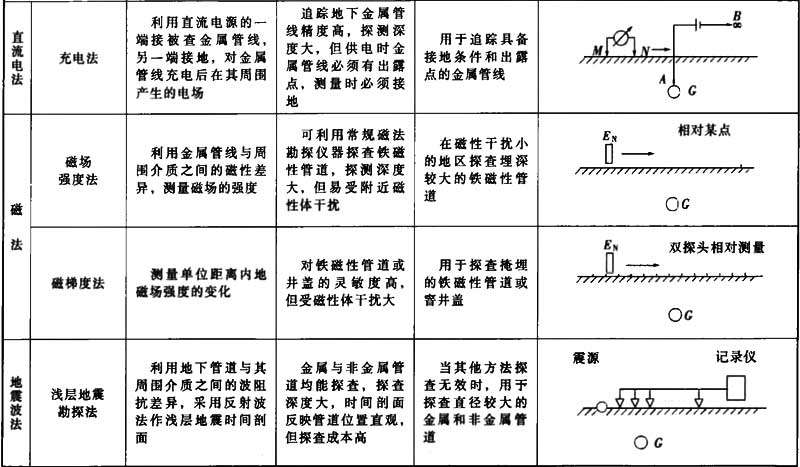 直流电法
充电法
利用直流电源的一
端接被查金属管线,
另一端接地,对金属
管线充电后在其周围
产生的电场
追踪地下金属管
线精度高,探测深
度大,但供电时金
属管线必须有出露
点,测量时必须接
地
用于追踪具备
接地条件和出露
点的金属管线
B
∞
M
N
A
G
磁法
磁场
强度法
利用金属管线与周
围介质之间的磁性差
异,测量磁场的强度
可利用常规磁法
勘探仪器探查铁磁
性管道,探测深度
大,但易受附近磁
性体干扰
在磁性干扰小
的地区探查埋深
较大的铁磁性管
道
EN
相对某点
G
磁梯度法
测量单位距离内地
磁场强度的变化
对铁磁性管道或
井盖的灵敏度高,
但受磁性体干扰大
用于探查掩埋
的铁磁性管道或
窨井盖
EN
双探头相对测量
G
地震波法
浅层地震
勘探法
利用地下管道与其
周围介质之间的波阻
抗差异,采用反射波
法作浅层地震时间剖
面
金属与非金属管
道均能探查,探查
深度大,时间剖面
反映管道位置直观,
但探查成本高
当其他方法探
查无效时,用于
探查直径较大的
金属和非金属管
道
震源
记录仪
G